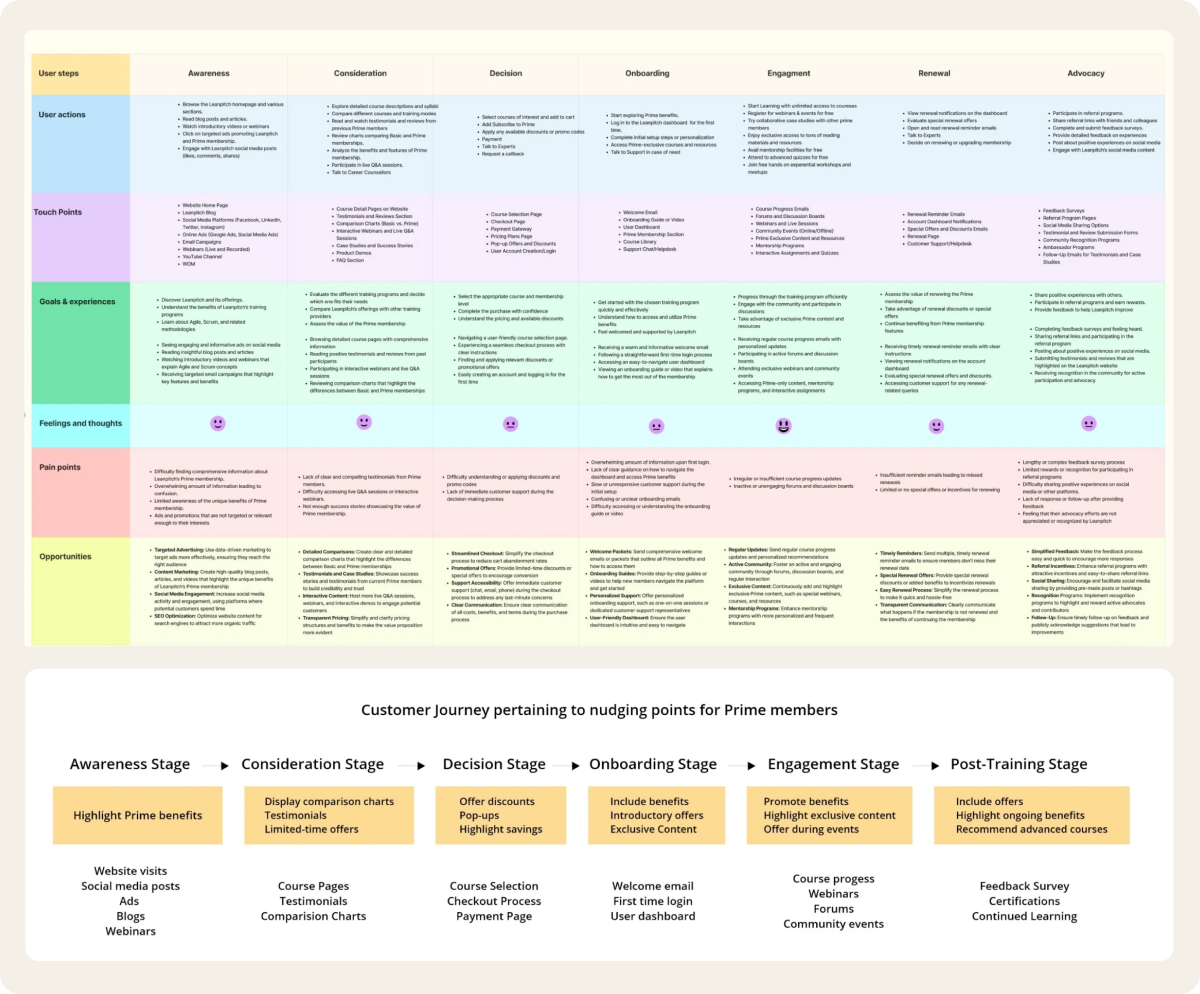 User steps
Awareness
Consideration
Decision
Onboarding
Engagment
Renewal
Advocacy
User actions
• Browse the Leanpitch homepage and various
sections.
• Read blog posts and articles.
• Watch introductory videos or webinars
• Click on targeted ads promoting Leanpitch
and Prime membership.
• Engage with Leanpitch social media posts
(likes, comments, shares)
• Explore detailed course descriptions and syllabi
• Compare different courses and training modes
• Read and watch testimonials and reviews from
previous Prime members.
• Review charts comparing Basic and Prime
memberships.
• Analyze the benefits and features of Prime
membership.
• Participate in live Q&A sessions.
• Talk to Career Counsellors
• Select courses of interest and add to cart
• Add Subscribe to Prime
• Apply any available discounts or promo codes
• Payment
• Talk to Experts
• Request a callback
• Start exploring Prime benefits.
• Log in to the Leanpitch dashboard for the first
time.
• Complete initial setup steps or personalization
• Access Prime-exclusive courses and resources
• Talk to Support in case of need
• Start Learning with unlimited access to coureses
• Register for webinars & events for free
• Try collaborative case studies with other prime
members
• Enjoy exclusive access to tons of reading
materials and resources
• Avail mentorship facilities for free
• Attend to advanced quizzes for free
• Join free hands on exporiential workshops and
meetups
• View renewal notifications on the dashboard
• Evaluate special renewal offers
• Open and read renewal reminder emails
• Talk to Experts
• Decide on renewing or upgrading membership
• Participate in referral programs.
• Share referral links with friends and colleagues
• Complete and submit feedback surveys.
• Provide detailed feedback on experiences
• Post about positive experiences on social media
• Engage with Leanpitch's social media content
Touch Points
• Website Home Page
• Leanpitch Blog
• Social Media Platforms (Facebook, LinkedIn,
Twitter, Instagram)
• Online Ads (Google Ads, Social Media Ads)
• Email Campaigns
• Webinars (Live and Recorded)
• YouTube Channel
• WOM
• Course Detail Pages on Website
• Testimonials and Reviews Section
• Comparison Charts (Basic vs. Prime)
• Interactive Webinars and Live Q&A
Sessions
• Case Studies and Success Stories
• Product Demos
• FAQ Section
• Course Selection Page
• Checkout Page
• Payment Gateway
• Pricing Plans Page
• Pop-up Offers and Discounts
• User Account Creation/Login
• Welcome Email
• Onboarding Guide or Video
• User Dashboard
• Prime Membership Section
• Course Library
• Support Chat/Helpdesk
• Course Progress Emails
• Forums and Discussion Boards
• Webinars and Live Sessions
• Community Events (Online/Offline)
• Prime Exclusive Content and Resources
• Mentorship Programs
• Interactive Assignments and Quizzes
• Renewal Reminder Emails
• Account Dashboard Notifications
• Special Offers and Discounts Emails
• Renewal Page
• Customer Support/Helpdesk
• Feedback Surveys
• Referral Program Pages
• Social Media Sharing Options
• Testimonial and Review Submission Forms
• Community Recognition Programs
• Ambassador Programs
• Follow-Up Emails for Testimonials and Case
Studies
Goals & experiences
• Discover Leanpitch and its offerings.
• Understand the benefits of Leanpitch's training
programs
• Learn about Agile, Scrum, and related
methodologies
• Seeing engaging and informative ads on social media
• Reading insightful blog posts and articles
• Watching introductory videos and webinars that
explain Agile and Scrum concepts
• Receiving targeted email campaigns that highlight
key features and benefits
• Evaluate the different training programs and decide
which one fits their needs
• Compare Leanpitch's offerings with other training
providers
• Assess the value of the Prime membership
• Browsing detailed course pages with comprehensive
information
• Reading positive testimonials and reviews from past
participants
• Participating in interactive webinars and live Q&A
sessions
• Reviewing comparison charts that highlight the
differences between Basic and Prime memberships
• Select the appropriate course and membership
level
• Complete the purchase with confidence
• Understand the pricing and available discounts
• Navigating a user-friendly course selection page.
• Experiencing a seamless checkout process with
clear instructions
• Finding and applying relevant discounts or
promotional offers
• Easily creating an account and logging in for the
first time
• Get started with the chosen training program
quickly and effectively
• Understand how to access and utilize Prime
benefits
• Feel welcomed and supported by Leanpitch
• Receiving a warm and informative welcome email
• Following a straightforward first-time login process
• Accessing an easy-to-navigate user dashboard
• Viewing an onboarding guide or video that explains
how to get the most out of the membership
• Progress through the training program efficiently
• Engage with the community and participate in
discussions
• Take advantage of exclusive Prime content and
resources
• Receiving regular course progress emails with
personalized updates
• Participating in active forums and discussion
boards
• Attending exclusive webinars and community
events
• Accessing Prime-only content, mentorship
programs, and interactive assignments
• Assess the value of renewing the Prime
membership
• Take advantage of renewal discounts or special
offers
• Continue benefiting from Prime membership
features
• Receiving timely renewal reminder emails with clear
instructions
• Viewing renewal notifications on the account
dashboard
• Evaluating special renewal offers and discounts.
• Accessing customer support for any renewal-
related queries
• Share positive experiences with others.
• Participate in referral programs and earn rewards.
• Provide feedback to help Leanpitch improve
• Completing feedback surveys and feeling heard.
• Sharing referral links and participating in the
referral program
• Posting about positive experiences on social media.
• Submitting testimonials and reviews that are
highlighted on the Leanpitch website
• Receiving recognition in the community for active
participation and advocacy
Feelings and thoughts
Pain points
• Difficulty finding comprehensive information about
Leanpitch's Prime membership.
• Overwhelming amount of information leading to
confusion.
• Limited awareness of the unique benefits of Prime
membership.
• Ads and promotions that are not targeted or relevant
enough to their interests
• Lack of clear and compelling testimonials from Prime
members.
• Difficulty accessing live Q&A sessions or interactive
webinars.
• Not enough success stories showcasing the value of
Prime membership.
• Difficulty understanding or applying discounts and
promo codes
• Lack of immediate customer support during the
decision-making process
• Overwhelming amount of information upon first login.
• Lack of clear guidance on how to navigate the
dashboard and access Prime benefits
• Slow or unresponsive customer support during the
initial setup
• Confusing or unclear onboarding emails
• Difficulty accessing or understanding the onboarding
guide or video
• Irregular or insufficient course progress updates
• Inactive or unengaging forums and discussion boards
• Insufficient reminder emails leading to missed
renewals
• Limited or no special offers or incentives for renewing
• Lengthy or complex feedback survey process
• Limited rewards or recognition for participating in
referral programs
• Difficulty sharing positive experiences on social
media or other platforms.
• Lack of response or follow-up after providing
feedback
• Feeling that their advocacy efforts are not
appreciated or recognized by Leanpitch
Opportunities
• Targeted Advertising: Use data-driven marketing to
target ads more effectively, ensuring they reach the
right audience
• Content Marketing: Create high-quality blog posts,
articles, and videos that highlight the unique benefits
of Leanpitch's Prime membership
• Social Media Engagement: Increase social media
activity and engagement, using platforms where
potential customers spend time
• SEO Optimization: Optimize website content for
search engines to attract more organic traffic
• Detailed Comparisons: Create clear and detailed
comparison charts that highlight the differences
between Basic and Prime memberships
• Testimonials and Case Studies: Showcase success
stories and testimonials from current Prime members
to build credibility and trust
• Interactive Content: Host more live Q&A sessions,
webinars, and interactive demos to engage potential
customers
• Transparent Pricing: Simplify and clarify pricing
structures and benefits to make the value proposition
more evident
• Streamlined Checkout: Simplify the checkout
process to reduce cart abandonment rates
• Promotional Offers: Provide limited-time discounts or
special offers to encourage conversion
• Support Accessibility: Offer immediate customer
support (chat, email, phone) during the checkout
process to address any last-minute concerns
• Clear Communication: Ensure clear communication
of all costs, benefits, and terms during the purchase
process
• Welcome Packets: Send comprehensive welcome
emails or packets that outline all Prime benefits and
how to access them
• Onboarding Guides: Provide step-by-step guides or
videos to help new members navigate the platform
and get started
• Personalized Support: Offer personalized
onboarding support, such as one-on-one sessions or
dedicated customer support representatives
• User-Friendly Dashboard: Ensure the user
dashboard is intuitive and easy to navigate
• Regular Updates: Send regular course progress
updates and personalized recommendations
• Active Community: Foster an active and engaging
community through forums, discussion boards, and
regular interaction
• Exclusive Content: Continuously add and highlight
exclusive Prime content, such as special webinars,
courses, and resources
• Mentorship Programs: Enhance mentorship
programs with more personalized and frequent
interactions
• Timely Reminders: Send multiple, timely renewal
reminder emails to ensure members don't miss their
renewal date
• Special Renewal Offers: Provide special renewal
discounts or added benefits to incentivize renewals
• Easy Renewal Process: Simplify the renewal process
to make it quick and hassle-free
• Transparent Communication: Clearly communicate
what happens if the membership is not renewed and
the benefits of continuing the membership
• Simplified Feedback: Make the feedback process
easy and quick to encourage more responses
• Referral Incentives: Enhance referral programs with
attractive incentives and easy-to-share referral links
• Social Sharing: Encourage and facilitate social media
sharing by providing pre-made posts or hashtags
• Recognition Programs: Implement recognition
programs to highlight and reward active advocates
and contributors
• Follow-Up: Ensure timely follow-up on feedback and
publicly acknowledge suggestions that lead to
improvements
Customer Journey pertaining to nudging points for Prime members
Awareness Stage
Consideration Stage
Decision Stage
Onboarding Stage
Engagement Stage
Post-Training Stage
Highlight Prime benefits
Display comparison charts
Testimonials
Limited-time offers
Offer discounts
Pop-ups
Highlight savings
Include benefits
Introductory offers
Exclusive Content
Promote benefits
Highlight exclusive content
Offer during events
Include offers
Highlight ongoing benefits
Recommend advanced courses
Website visits
Social media posts
Ads
Blogs
Webinars
Course Pages
Testimonials
Comparision Charts
Course Selection
Checkout Process
Payment Page
Welcome email
First time login
User dashboard
Course progess
Webinars
Forums
Community events
Feedback Survey
Certifications
Continued Learning